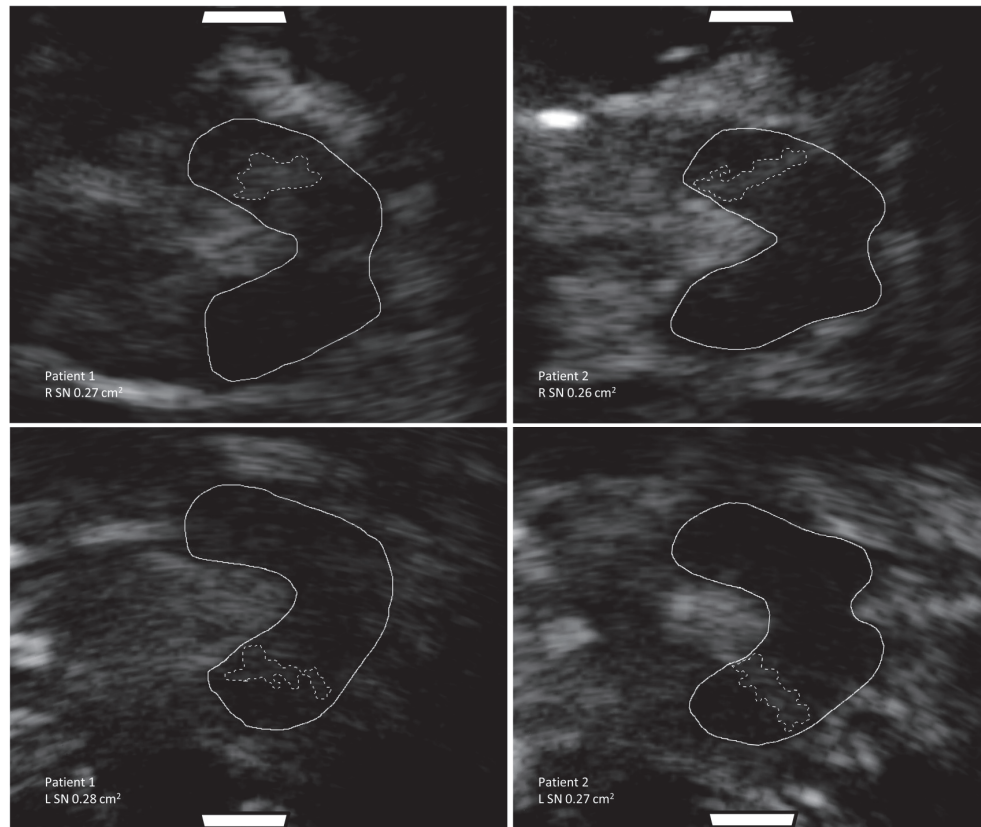 Patient 1
R SN 0.27 cm²
Patient 2
R SN 0.26 cm²
Patient 1
L SN 0.28 cm²
Patient 2
L SN 0.27 cm²